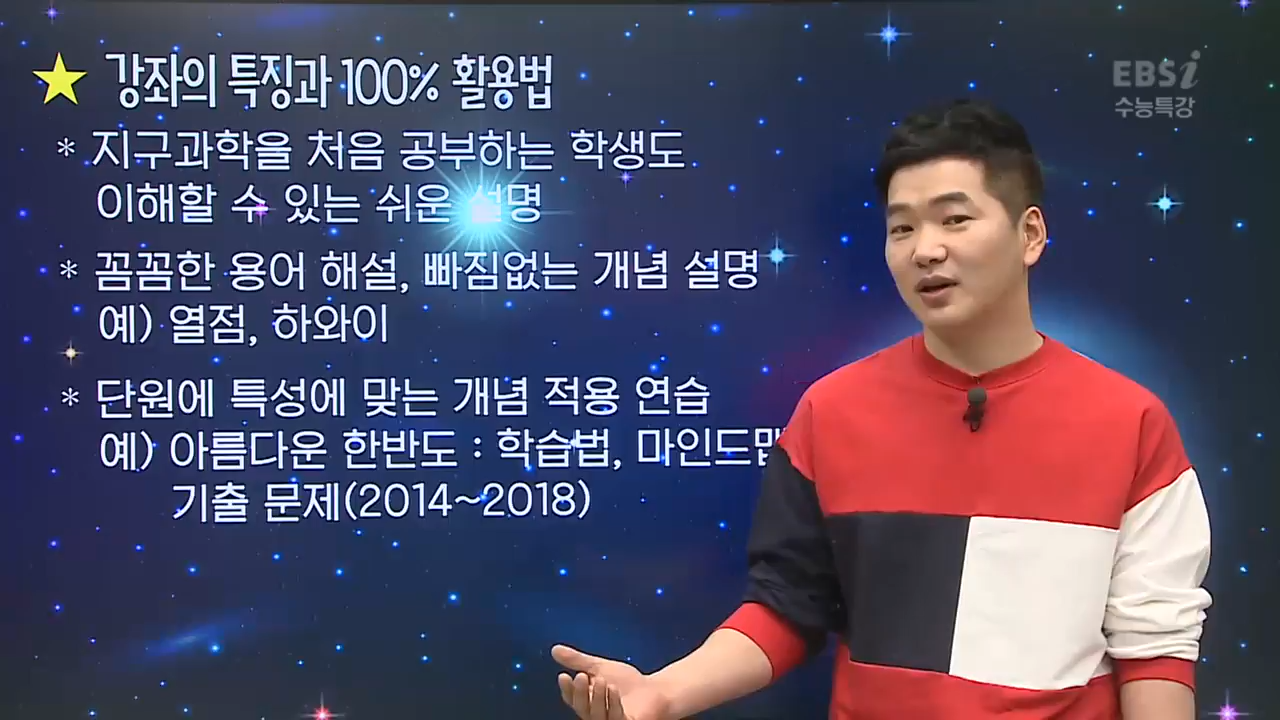 강좌의 특징과 100% 활용법
* 지구과학을 처음 공부하는 학생도
이해할 수 있는 쉬운 설명
* 꼼꼼한 용어 해설, 빠짐없는 개념 설명
예) 열점, 하와이
* 단원에 특성에 맞는 개념 적용 연습
예) 아름다운 한반도 : 학습법, 마인드맵
기출 문제(2014~2018)
EBSi
수능특강